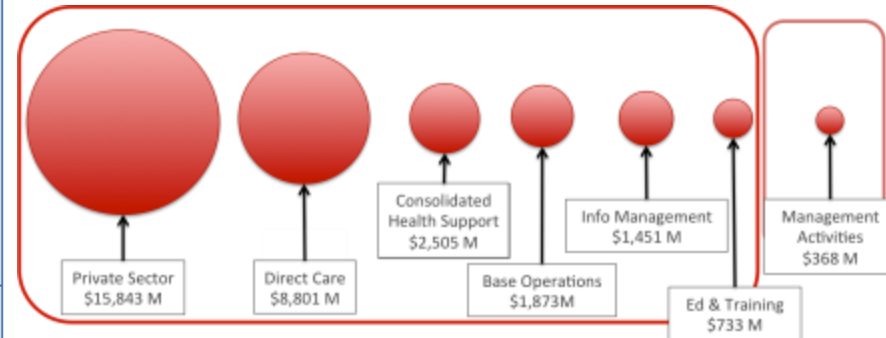 Private Sector
$15,843 M
Direct Care
$8,801 M
Consolidated
Health Support
$2,505 M
Base Operations
$1,873M
Info Management
$1,451 M
Ed & Training
$733 M
Management
Activities
$368 M